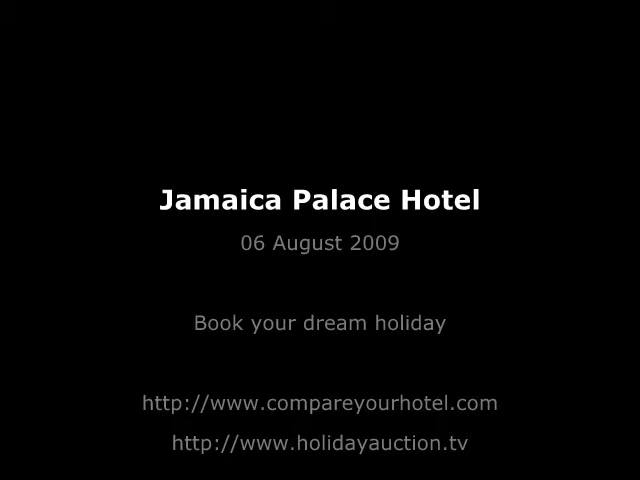 Jamaica Palace Hotel
06 August 2009
Book your dream holiday
http://www.compareyourhotel.com
http://www.holidayauction.tv